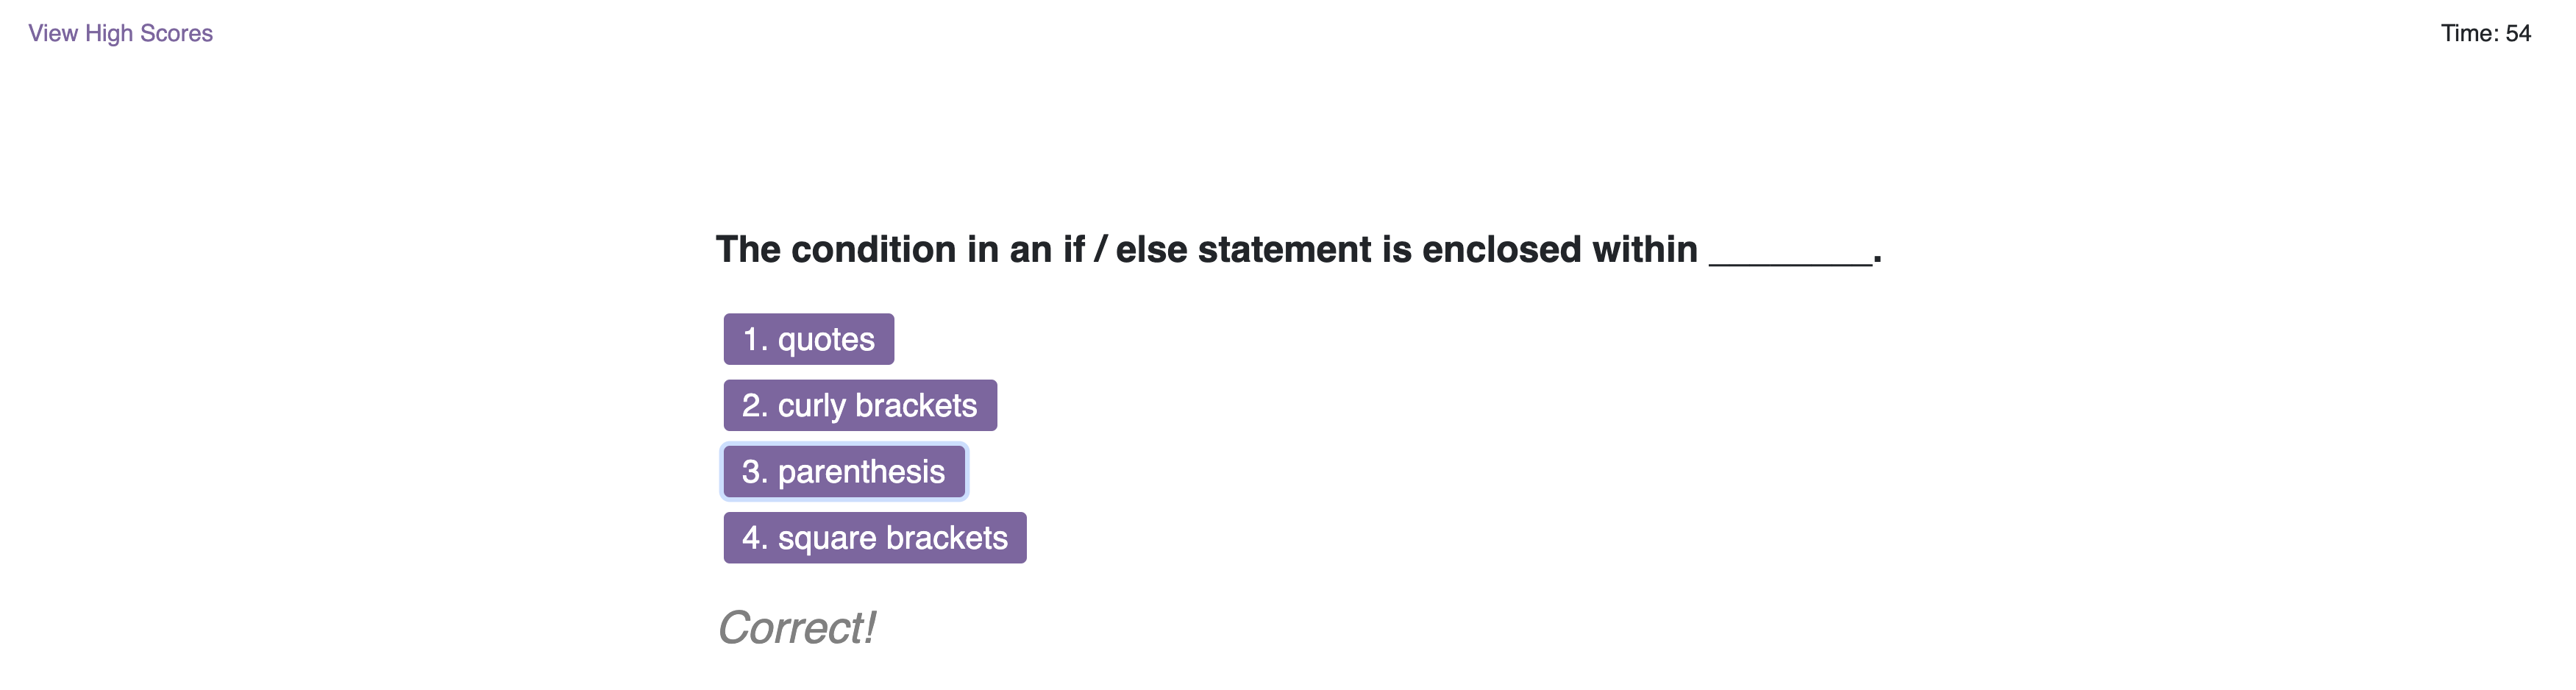 View High Scores
Time: 54
The condition in an if / else statement is enclosed within ________.
1. quotes
2. curly brackets
3. parenthesis
4. square brackets
Correct!